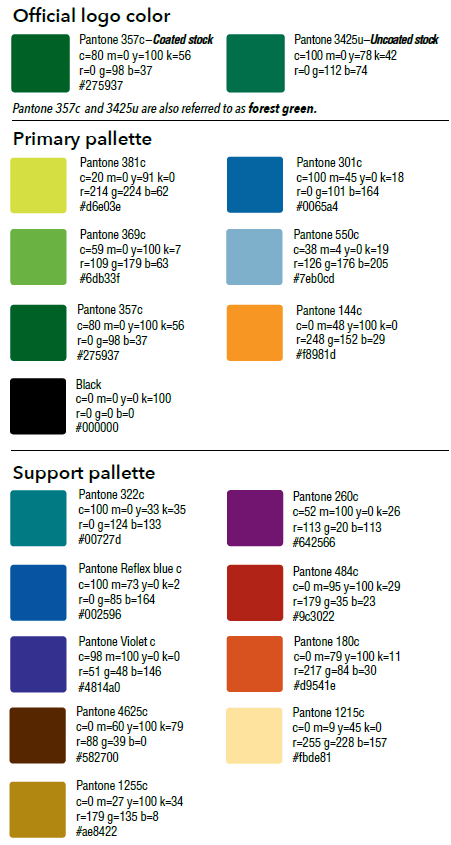 Official logo color
Pantone 357c–Coated stock
c=80 m=0 y=100 k=56
r=0 g=98 b=37
#275937
Pantone 3425u–Uncoated stock
c=100 m=0 y=78 k=42
r=0 g=112 b=74
Pantone 357c and 3425u are also referred to as forest green.
Primary pallette
Pantone 381c
c=20 m=0 y=91 k=0
r=214 g=224 b=62
#d6e03e
Pantone 301c
c=100 m=45 y=0 k=18
r=0 g=101 b=164
#0065a4
Pantone 369c
c=59 m=0 y=100 k=7
r=109 g=179 b=63
#6db33f
Pantone 550c
c=38 m=4 y=0 k=19
r=126 g=176 b=205
#7eb0cd
Pantone 357c
c=80 m=0 y=100 k=56
r=0 g=98 b=37
#275937
Pantone 144c
c=0 m=48 y=100 k=0
r=248 g=152 b=29
#f8981d
Black
c=0 m=0 y=0 k=100
r=0 g=0 b=0
#000000
Support pallette
Pantone 322c
c=100 m=0 y=33 k=35
r=0 g=124 b=133
#00727d
Pantone 260c
c=52 m=100 y=0 k=26
r=113 g=20 b=113
#642566
Pantone Reflex blue c
c=100 m=73 y=0 k=2
r=0 g=85 b=164
#002596
Pantone 484c
c=0 m=95 y=100 k=29
r=179 g=35 b=23
#9c3022
Pantone Violet c
c=98 m=100 y=0 k=0
r=51 g=48 b=146
#4814a0
Pantone 180c
c=0 m=79 y=100 k=11
r=217 g=84 b=30
#d9541e
Pantone 4625c
c=0 m=60 y=100 k=79
r=88 g=39 b=0
#582700
Pantone 1215c
c=0 m=9 y=45 k=0
r=255 g=228 b=157
#fbde81
Pantone 1255c
c=0 m=27 y=100 k=34
r=179 g=135 b=8
#ae8422